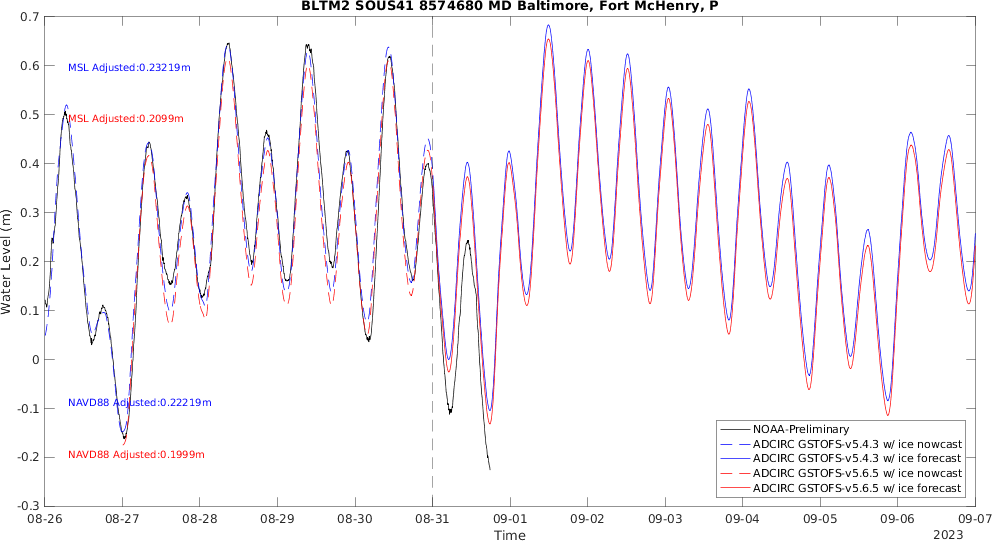 BLTM2 SOUS41 8574680 MD Baltimore, Fort McHenry, P
Water Level (m)
0.7
0.6
0.5
0.4
0.3
0.2
0.1
0
-0.1
-0.2
-0.3
MSL Adjusted:0.23219m
MSL Adjusted:0.2099m
NAVD88 Adjusted:0.22219m
NAVD88 Adjusted:0.1999m
NOAA-Preliminary
ADCIRC GSTOFS-v5.4.3 w/ ice nowcast
ADCIRC GSTOFS-v5.4.3 w/ ice forecast
ADCIRC GSTOFS-v5.6.5 w/ ice nowcast
ADCIRC GSTOFS-v5.6.5 w/ ice forecast
08-26 08-27 08-28 08-29 08-30 08-31 09-01 09-02 09-03 09-04 09-05 09-06 09-07
Time
2023